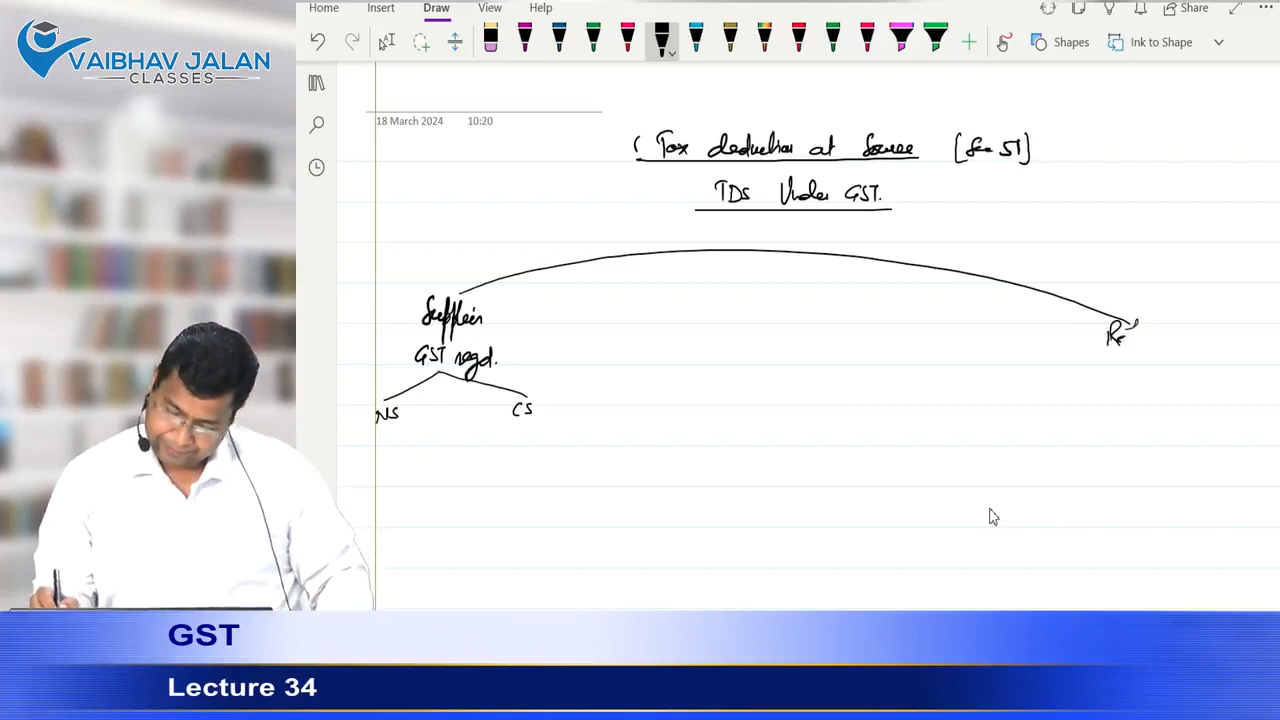 Home Insert Draw View Help Share
VAIBHAV JALAN
CLASSES
Shapes Ink to Shape
18 March 2024 10:20
( Tax deduction at Source [Sec 51]
TDS Under GST.
Supplier
Re
GST regd.
NS CS
GST
Lecture 34